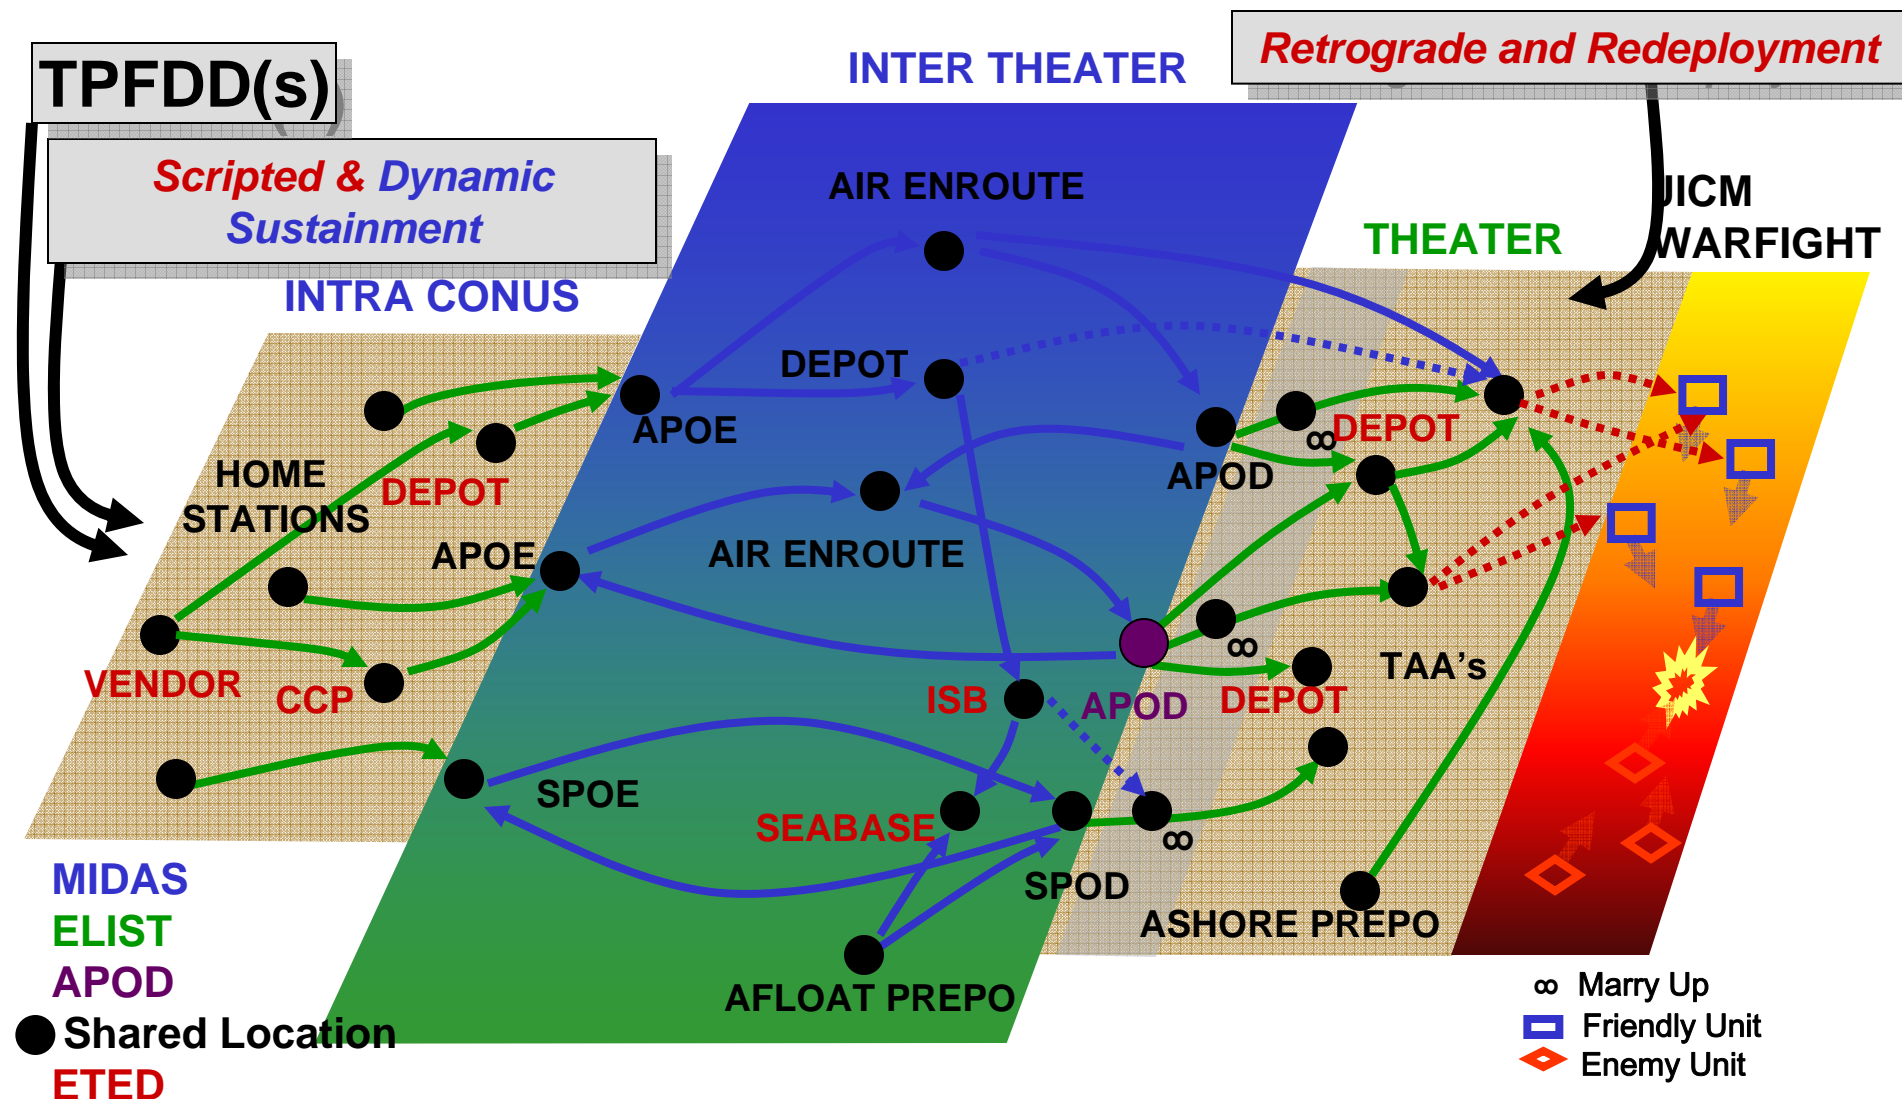 TPFDD(s)
Scripted & Dynamic
Sustainment
INTRA CONUS
INTER THEATER
Retrograde and Redeployment
THEATER
JICM
WARFIGHT
AIR ENROUTE
DEPOT
APOE
HOME
STATIONS
DEPOT
APOE
AIR ENROUTE
APOD
∞
DEPOT
VENDOR
CCP
ISB
APOD
∞
DEPOT
TAA's
SPOE
SEABASE
∞
SPOD
ASHORE PREPO
AFLOAT PREPO
MIDAS
ELIST
APOD
Shared Location
ETED
∞ Marry Up
Friendly Unit
Enemy Unit